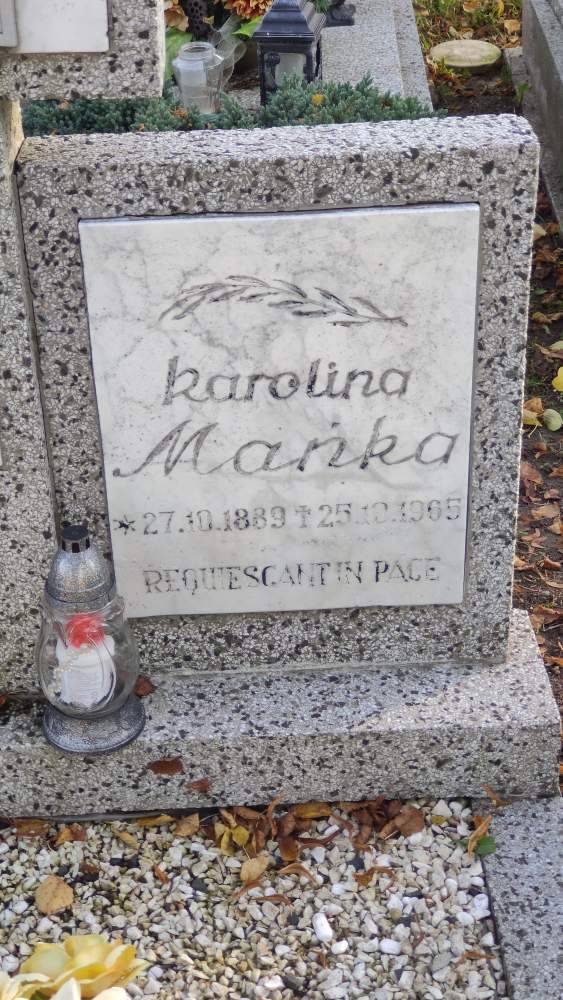 Karolina
Mańka
* 27.10.1889 † 25.10.1965
REQUIESCANT IN PACE